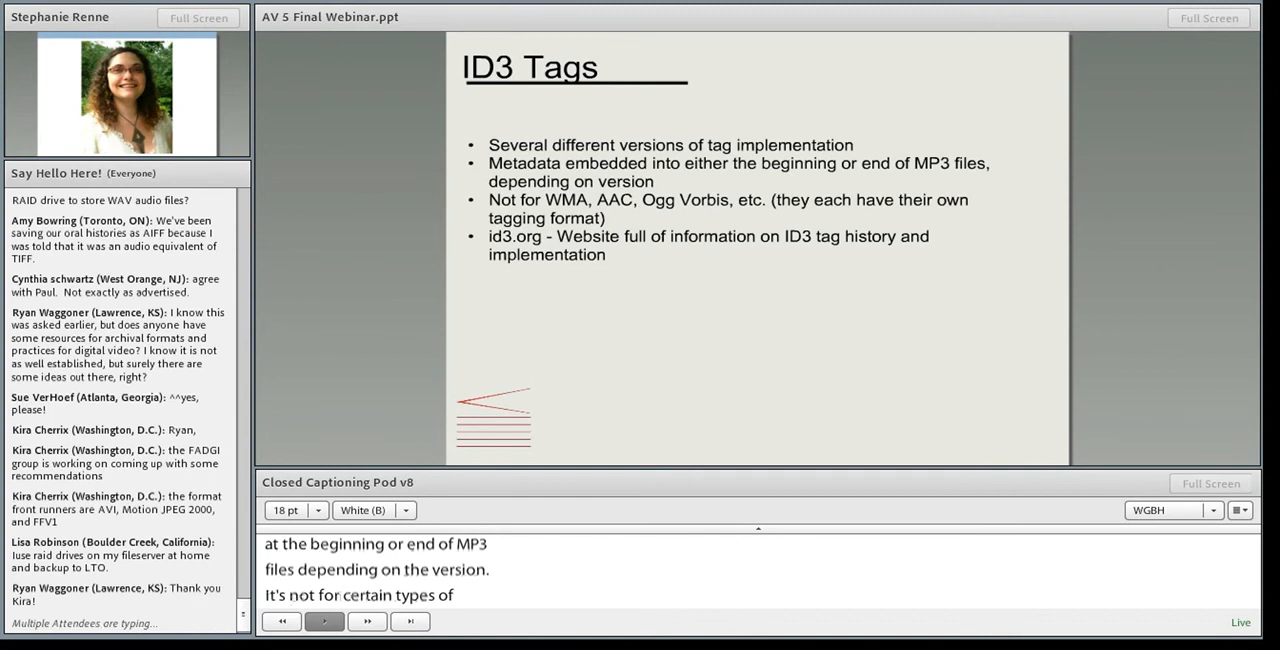 Stephanie Renne
Full Screen
Say Hello Here! (Everyone)
RAID drive to store WAV audio files?
Amy Bowring (Toronto, ON): We've been
saving our oral histories as AIFF because I
was told that it was an audio equivalent of
TIFF.
Cynthia schwartz (West Orange, NJ): agree
with Paul. Not exactly as advertised.
Ryan Waggoner (Lawrence, KS): I know this
was asked earlier, but does anyone have
some resources for archival formats and
practices for digital video? I know it is not
as well established, but surely there are
some ideas out there, right?
Sue VerHoef (Atlanta, Georgia): ^^yes,
please!
Kira Cherrix (Washington, D.C.): Ryan,
Kira Cherrix (Washington, D.C.): the FADGI
group is working on coming up with some
recommendations
Kira Cherrix (Washington, D.C.): the format
front runners are AVI, Motion JPEG 2000,
and FFV1
Lisa Robinson (Boulder Creek, California):
Iuse raid drives on my fileserver at home
and backup to LTO.
Ryan Waggoner (Lawrence, KS): Thank you
Kira!
Multiple Attendees are typing...
AV 5 Final Webinar.ppt
Full Screen
ID3 Tags
• Several different versions of tag implementation
• Metadata embedded into either the beginning or end of MP3 files,
depending on version
• Not for WMA, AAC, Ogg Vorbis, etc. (they each have their own
tagging format)
• id3.org - Website full of information on ID3 tag history and
implementation
Closed Captioning Pod v8
Full Screen
18 pt
White (B)
WGBH
at the beginning or end of MP3
files depending on the version.
It's not for certain types of
Live